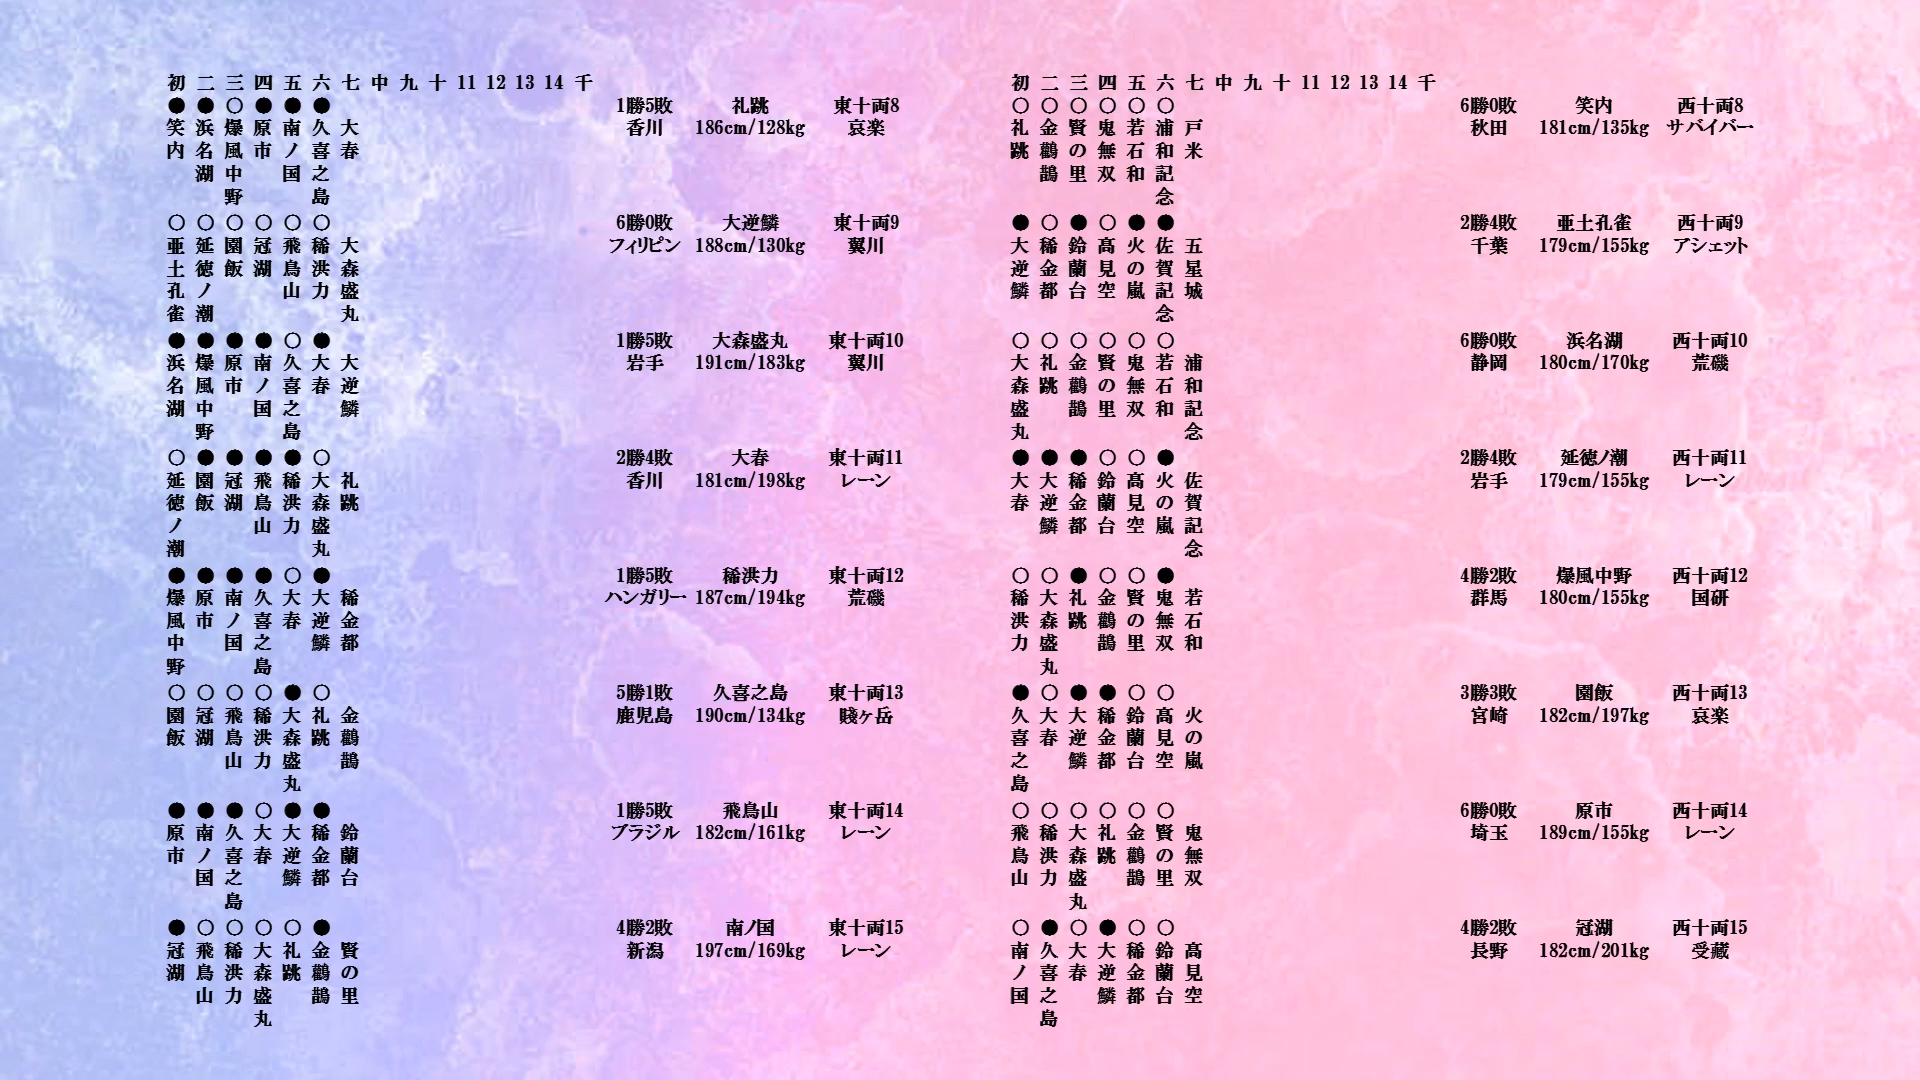 初 二 三 四 五 六 七 中 九 十 11 12 13 14 千
● ● ○ ● ● ●
笑内 浜名湖 爆風中野 原市 南ノ国 久喜之島 大春
1勝5敗 礼跳 東十両8
香川 186cm/128kg 哀楽
○ ○ ○ ○ ○ ○
亜土孔雀 延徳ノ潮 園飯 冠湖 飛鳥山 稀洪力 大森盛丸
6勝0敗 大逆鱗 東十両9
フィリピン 188cm/130kg 翼川
● ● ● ● ○ ●
浜名湖 爆風中野 原市 南ノ国 久喜之島 大春 大逆鱗
1勝5敗 大森盛丸 東十両10
岩手 191cm/183kg 翼川
○ ● ● ● ● ○
延徳ノ潮 園飯 冠湖 飛鳥山 稀洪力 大森盛丸 礼跳
2勝4敗 大春 東十両11
香川 181cm/198kg レーン
● ● ● ● ○ ●
爆風中野 原市 南ノ国 久喜之島 大春 大逆鱗 稀金都
1勝5敗 稀洪力 東十両12
ハンガリー 187cm/194kg 荒磯
○ ○ ○ ○ ● ○
園飯 冠湖 飛鳥山 稀洪力 大森盛丸 礼跳 金鶴鵲
5勝1敗 久喜之島 東十両13
鹿児島 190cm/134kg 賤ヶ岳
● ● ● ○ ● ●
原市 南ノ国 久喜之島 大春 大逆鱗 稀金都 鈴蘭台
1勝5敗 飛鳥山 東十両14
ブラジル 182cm/161kg レーン
● ○ ○ ○ ○ ●
冠湖 飛鳥山 稀洪力 大森盛丸 礼跳 金鶴鵲 賢の里
4勝2敗 南ノ国 東十両15
新潟 197cm/169kg レーン
初 二 三 四 五 六 七 中 九 十 11 12 13 14 千
○ ○ ○ ○ ○ ○
礼跳 金鶴鵲 賢の里 鬼無双 若石和 浦和記念 戸米
6勝0敗 笑内 西十両8
秋田 181cm/135kg サバイバー
● ○ ● ○ ● ●
大逆鱗 稀金都 鈴蘭台 高見空 火の嵐 佐賀記念 五星城
2勝4敗 亜土孔雀 西十両9
千葉 179cm/155kg アシェット
○ ○ ○ ○ ○ ○
大森盛丸 礼跳 金鶴鵲 賢の里 鬼無双 若石和 浦和記念
6勝0敗 浜名湖 西十両10
静岡 180cm/170kg 荒磯
● ● ● ○ ○ ●
大春 大逆鱗 稀金都 鈴蘭台 高見空 火の嵐 佐賀記念
2勝4敗 延徳ノ潮 西十両11
岩手 179cm/155kg レーン
○ ○ ● ○ ○ ●
稀洪力 大森盛丸 礼跳 金鶴鵲 賢の里 鬼無双 若石和
4勝2敗 爆風中野 西十両12
群馬 180cm/155kg 国研
● ○ ● ● ○ ○
久喜之島 大春 大逆鱗 稀金都 鈴蘭台 高見空 火の嵐
3勝3敗 園飯 西十両13
宮崎 182cm/197kg 哀楽
○ ○ ○ ○ ○ ○
飛鳥山 稀洪力 大森盛丸 礼跳 金鶴鵲 賢の里 鬼無双
6勝0敗 原市 西十両14
埼玉 189cm/155kg レーン
○ ● ○ ● ○ ○
南ノ国 久喜之島 大春 大逆鱗 稀金都 鈴蘭台 高見空
4勝2敗 冠湖 西十両15
長野 182cm/201kg 受蔵